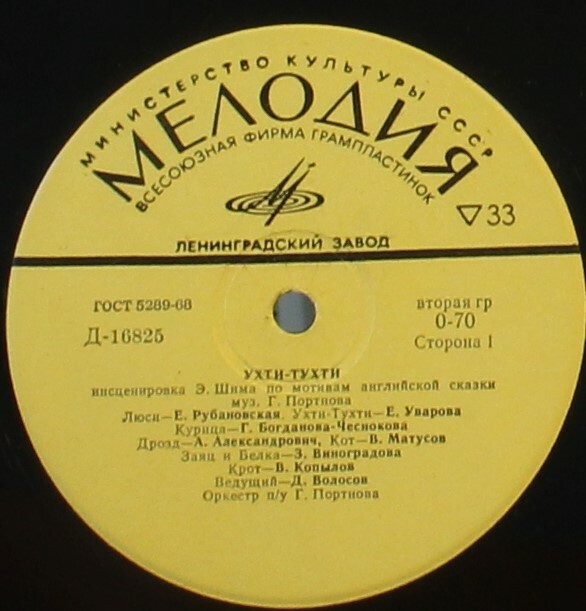 МИНИСТЕРСТВО КУЛЬТУРЫ СССР
МЕЛОДИЯ
ВСЕСОЮЗНАЯ ФИРМА ГРАМПЛАСТИНОК
33
ЛЕНИНГРАДСКИЙ ЗАВОД
ГОСТ 5289-68
Д-16825
вторая гр
0-70
Сторона 1
УХТИ-ТУХТИ
инсценировка Э. Шима по мотивам английской сказки
муз. Г. Портнова
Люси—Е. Рубановская, Ухти-Тухти—Е. Уварова
Курица—Г. Богданова-Чеснокова
Дрозд—А. Александрович, Кот—В. Матусов
Заяц и Белка—З. Виноградова
Крот—В. Копылов
Ведущий—Д. Волосов
Оркестр п/у Г. Портнова